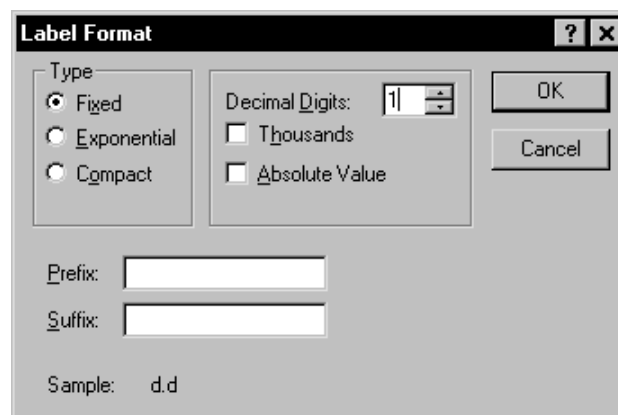 Label Format
Type
Fixed
Exponential
Compact
Decimal Digits: 1
Thousands
Absolute Value
OK
Cancel
Prefix:
Suffix:
Sample: d.d